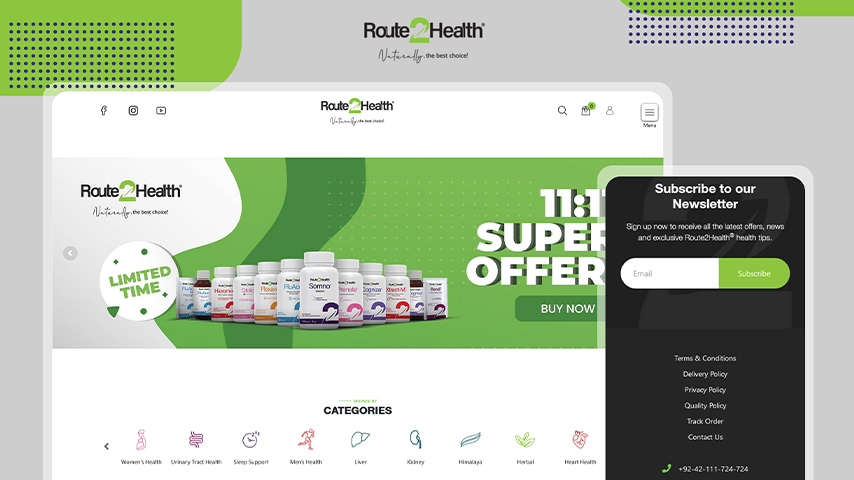 Route2Health®
Naturally, the best choice!
Route2Health®
Naturally, the best choice!
0
Menu
Route2Health®
Naturally, the best choice!
LIMITED
TIME
11:1
SUPER
OFFER
BUY NOW
Somno
2
BROWSE BY
CATEGORIES
Women's Health
Urinary Tract Health
Sleep Support
Men's Health
Liver
Kidney
Himalaya
Herbal
Heart Health
Subscribe to our
Newsletter
Sign up now to receive all the latest offers, news
and exclusive Route2Health® health tips.
Email
Subscribe
Terms & Conditions
Delivery Policy
Privacy Policy
Quality Policy
Track Order
Contact Us
+92-42-111-724-724